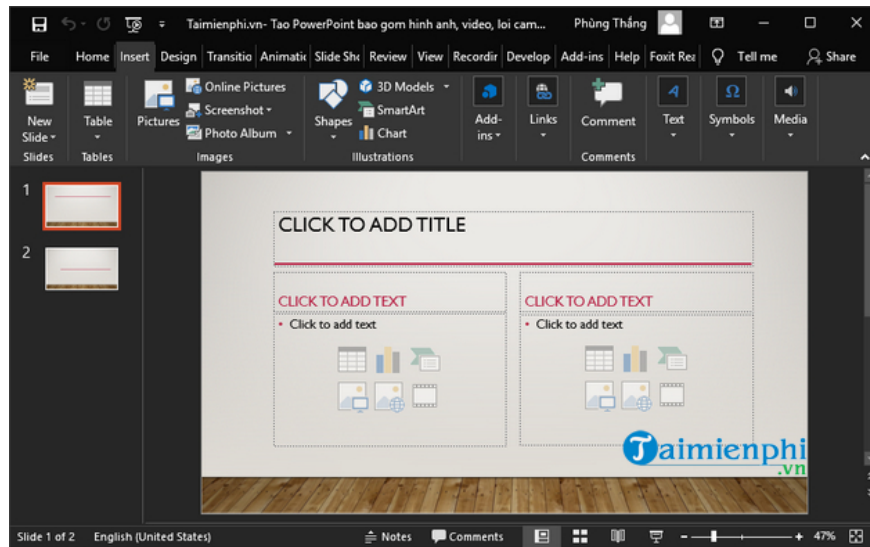 Taimienphi.vn- Tao PowerPoint bao gom hinh anh, video, loi cam...
Phùng Thắng
File Home Insert Design Transitio Animatic Slide Sho Review View Recordir Develop Add-ins Help Foxit Rea Tell me Share
New Slide
Slides
Table
Tables
Pictures
Online Pictures
Screenshot
Photo Album
Images
Shapes
3D Models
SmartArt
Chart
Illustrations
Add-ins
Links
Comment
Comments
Text
Symbols
Media
1
2
CLICK TO ADD TITLE
CLICK TO ADD TEXT
• Click to add text
CLICK TO ADD TEXT
• Click to add text
Taimienphi
.vn
Slide 1 of 2 English (United States) Notes Comments 47%